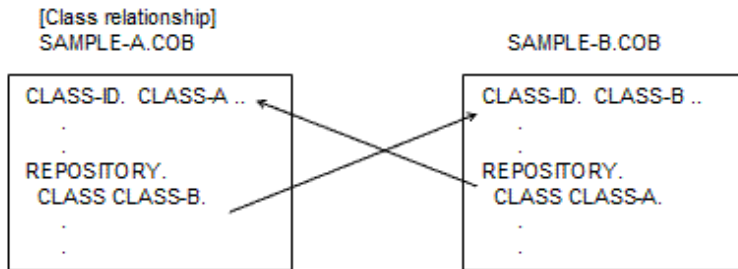 [Class relationship]
SAMPLE-A.COB
SAMPLE-B.COB
CLASS-ID. CLASS-A ..
.
.
REPOSITORY.
CLASS CLASS-B.
.
.
CLASS-ID. CLASS-B ..
.
.
REPOSITORY.
CLASS CLASS-A.
.
.